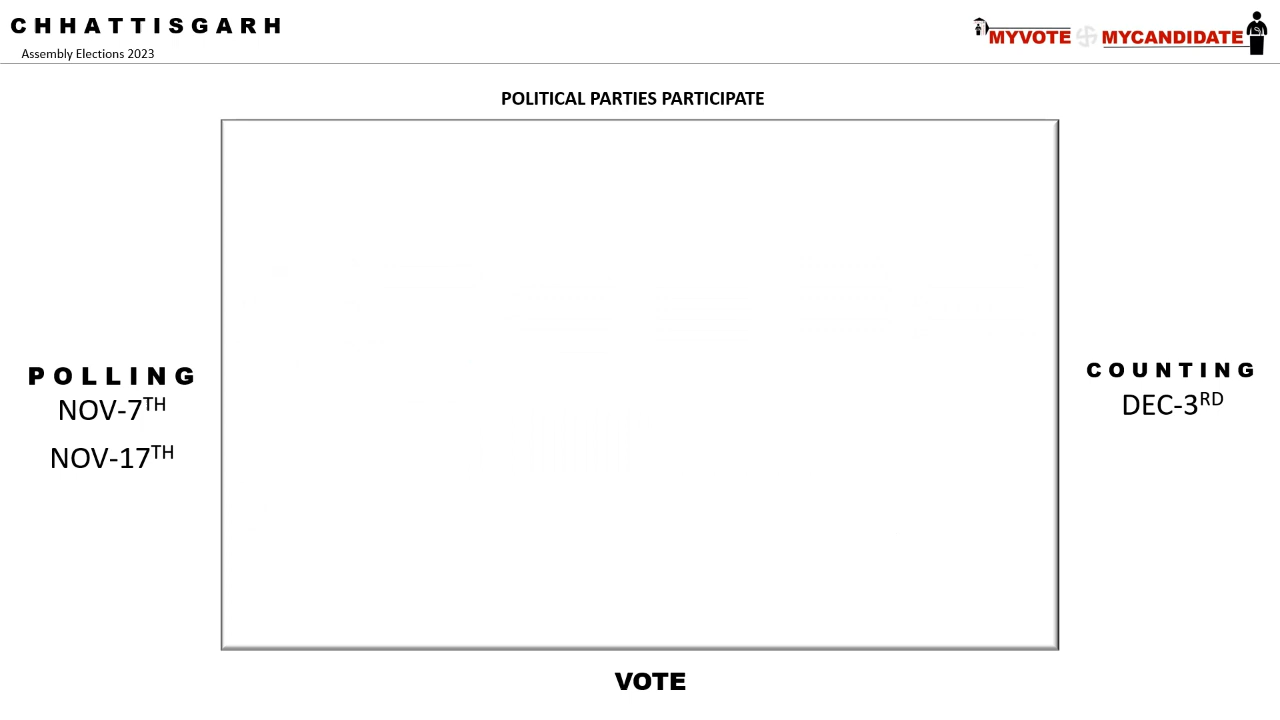 CHHATTISGARH
Assembly Elections 2023
MYVOTE MYCANDIDATE
POLITICAL PARTIES PARTICIPATE
POLLING
NOV-7TH
NOV-17TH
COUNTING
DEC-3RD
VOTE